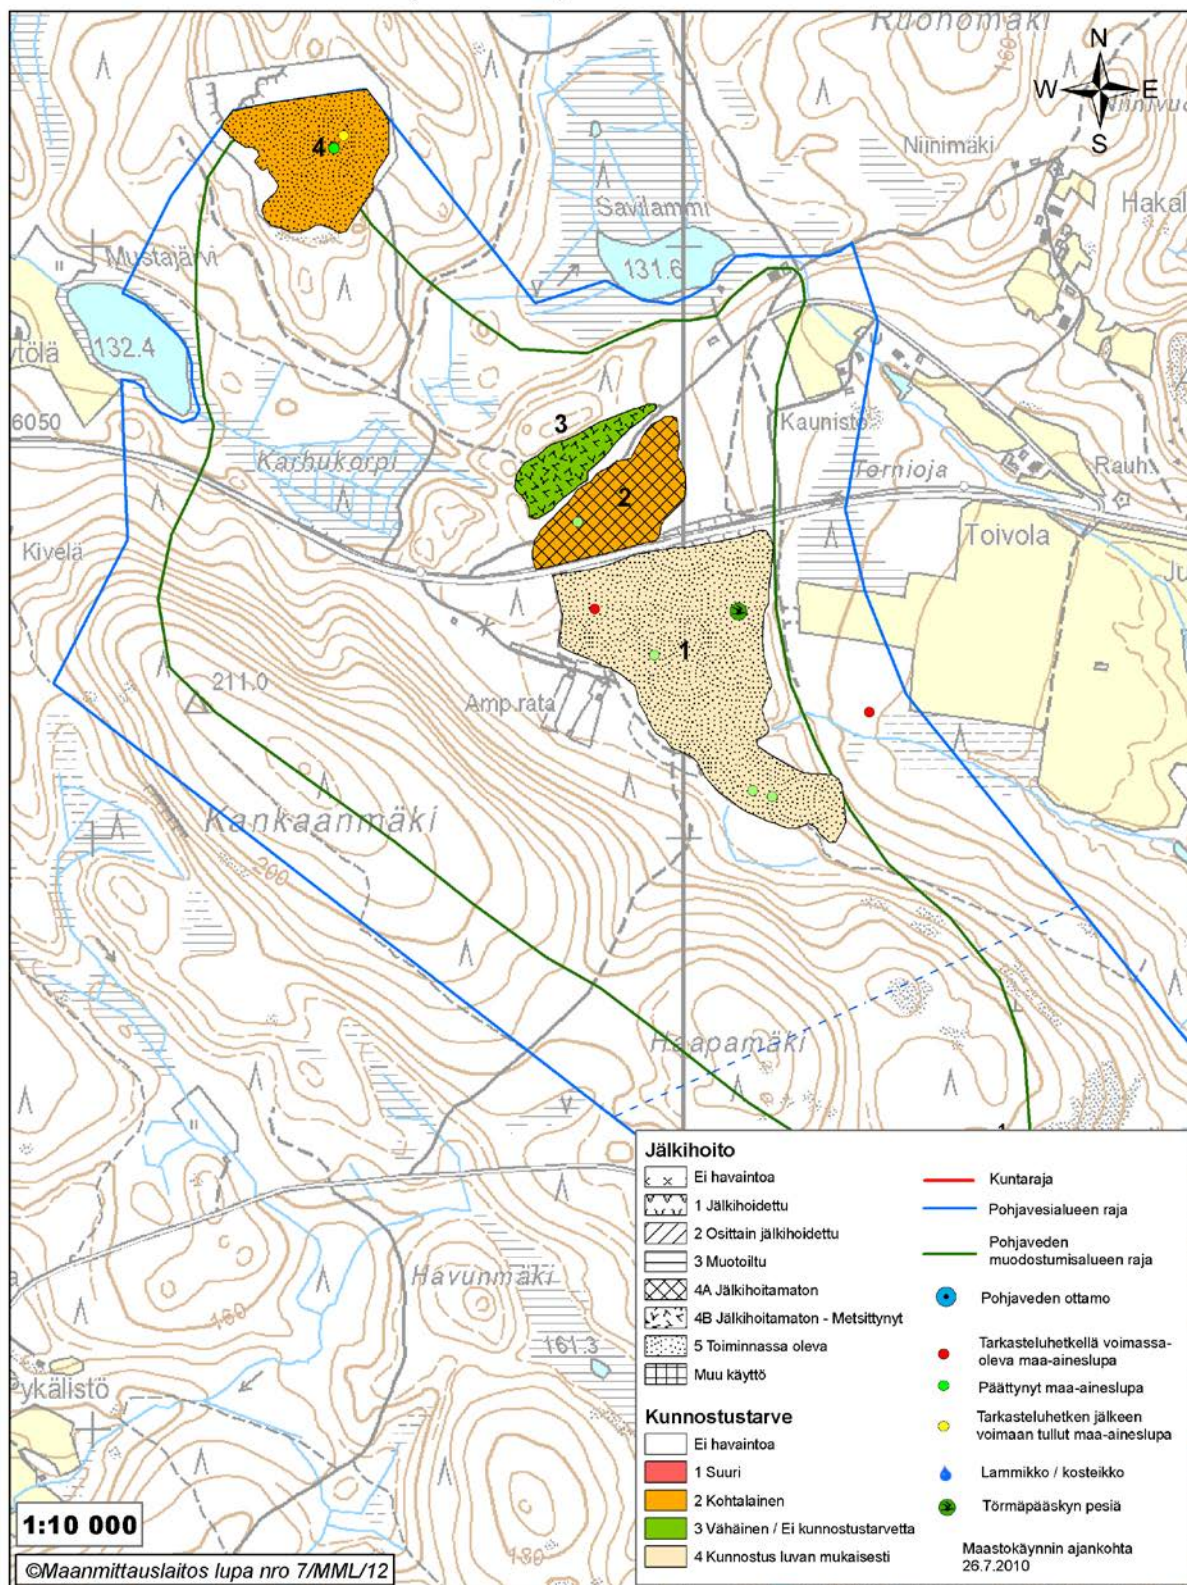 Ruonomäki
160
N
W
E
S
Niinimäki
Hakal
4
Savilammi
131.6
Mustajärvi
132.4
ytölä
6050
Karhukorpi
3
2
Kaunisto
Tornioja
Rauh.
Toivola
Ju
Kivelä
1
211.0
Amp.rata
Kankaanmäki
200
Haapamäki
Havunmäki
160
161.3
Pykälistö
180
Jälkihoito
Ei havaintoa
1 Jälkihoidettu
2 Osittain jälkihoidettu
3 Muotoiltu
4A Jälkihoitamaton
4B Jälkihoitamaton - Metsittynyt
5 Toiminnassa oleva
Muu käyttö
Kunnostustarve
Ei havaintoa
1 Suuri
2 Kohtalainen
3 Vähäinen / Ei kunnostustarvetta
4 Kunnostus luvan mukaisesti
Kuntaraja
Pohjavesialueen raja
Pohjaveden
muodostumisalueen raja
Pohjaveden ottamo
Tarkasteluhetkellä voimassa-
oleva maa-aineslupa
Päättynyt maa-aineslupa
Tarkasteluhetken jälkeen
voimaan tullut maa-aineslupa
Lammikko / kosteikko
Törmäpääskyn pesiä
Maastokäynnin ajankohta
26.7.2010
1:10 000
©Maanmittauslaitos lupa nro 7/MML/12